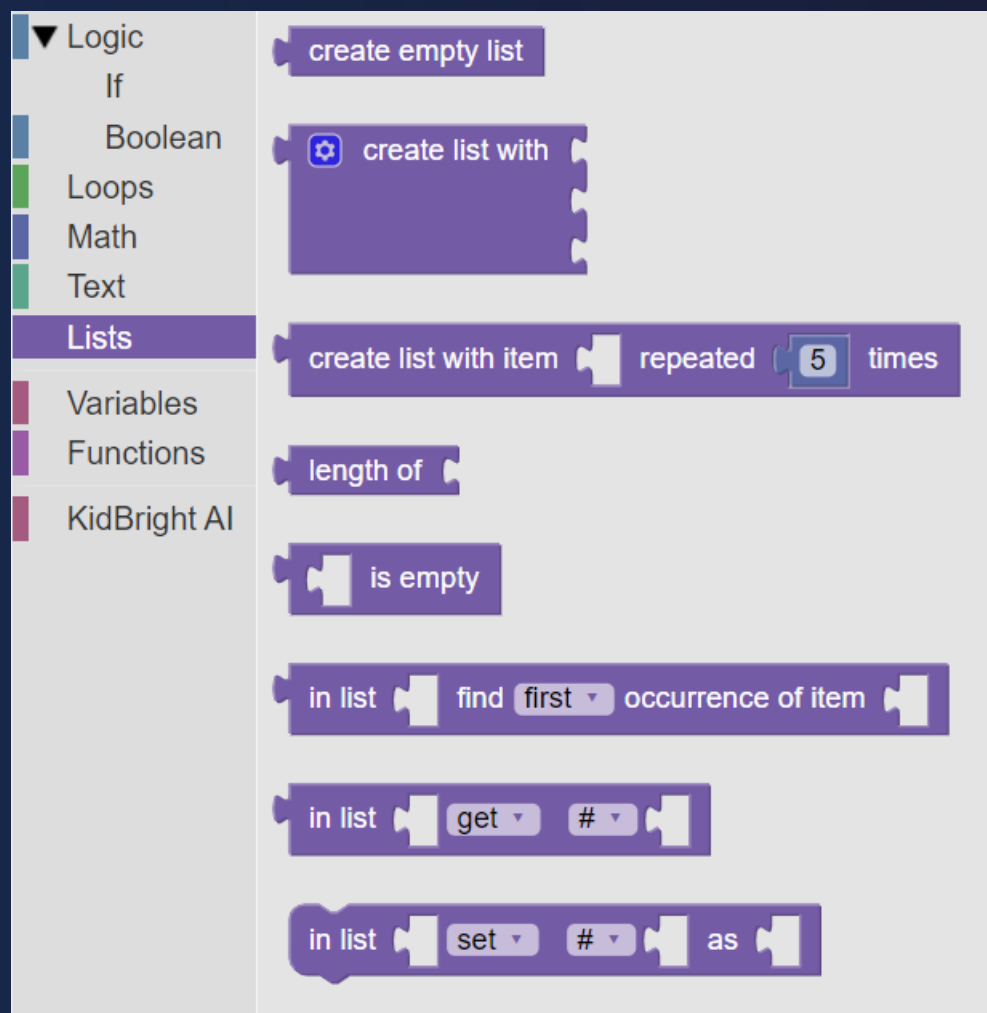 Logic
If
Boolean
Loops
Math
Text
Lists
Variables
Functions
KidBright AI
create empty list
create list with
create list with item repeated 5 times
length of
is empty
in list find first occurrence of item
in list get #
in list set # as